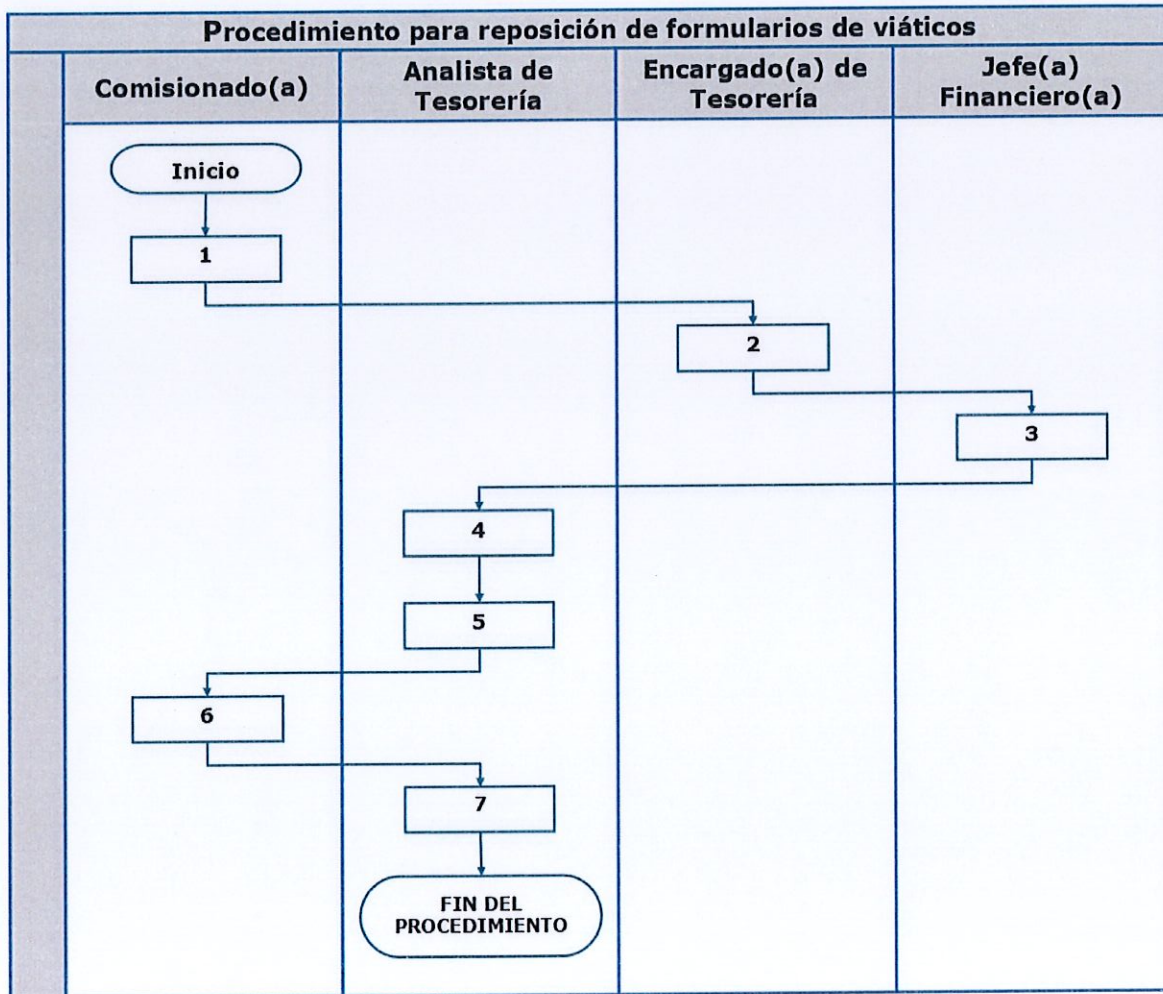 Procedimiento para reposición de formularios de viáticos
Comisionado(a)
Analista de
Tesorería
Encargado(a) de
Tesorería
Jefe(a)
Financiero(a)
Inicio
1
2
3
4
5
6
7
FIN DEL
PROCEDIMIENTO